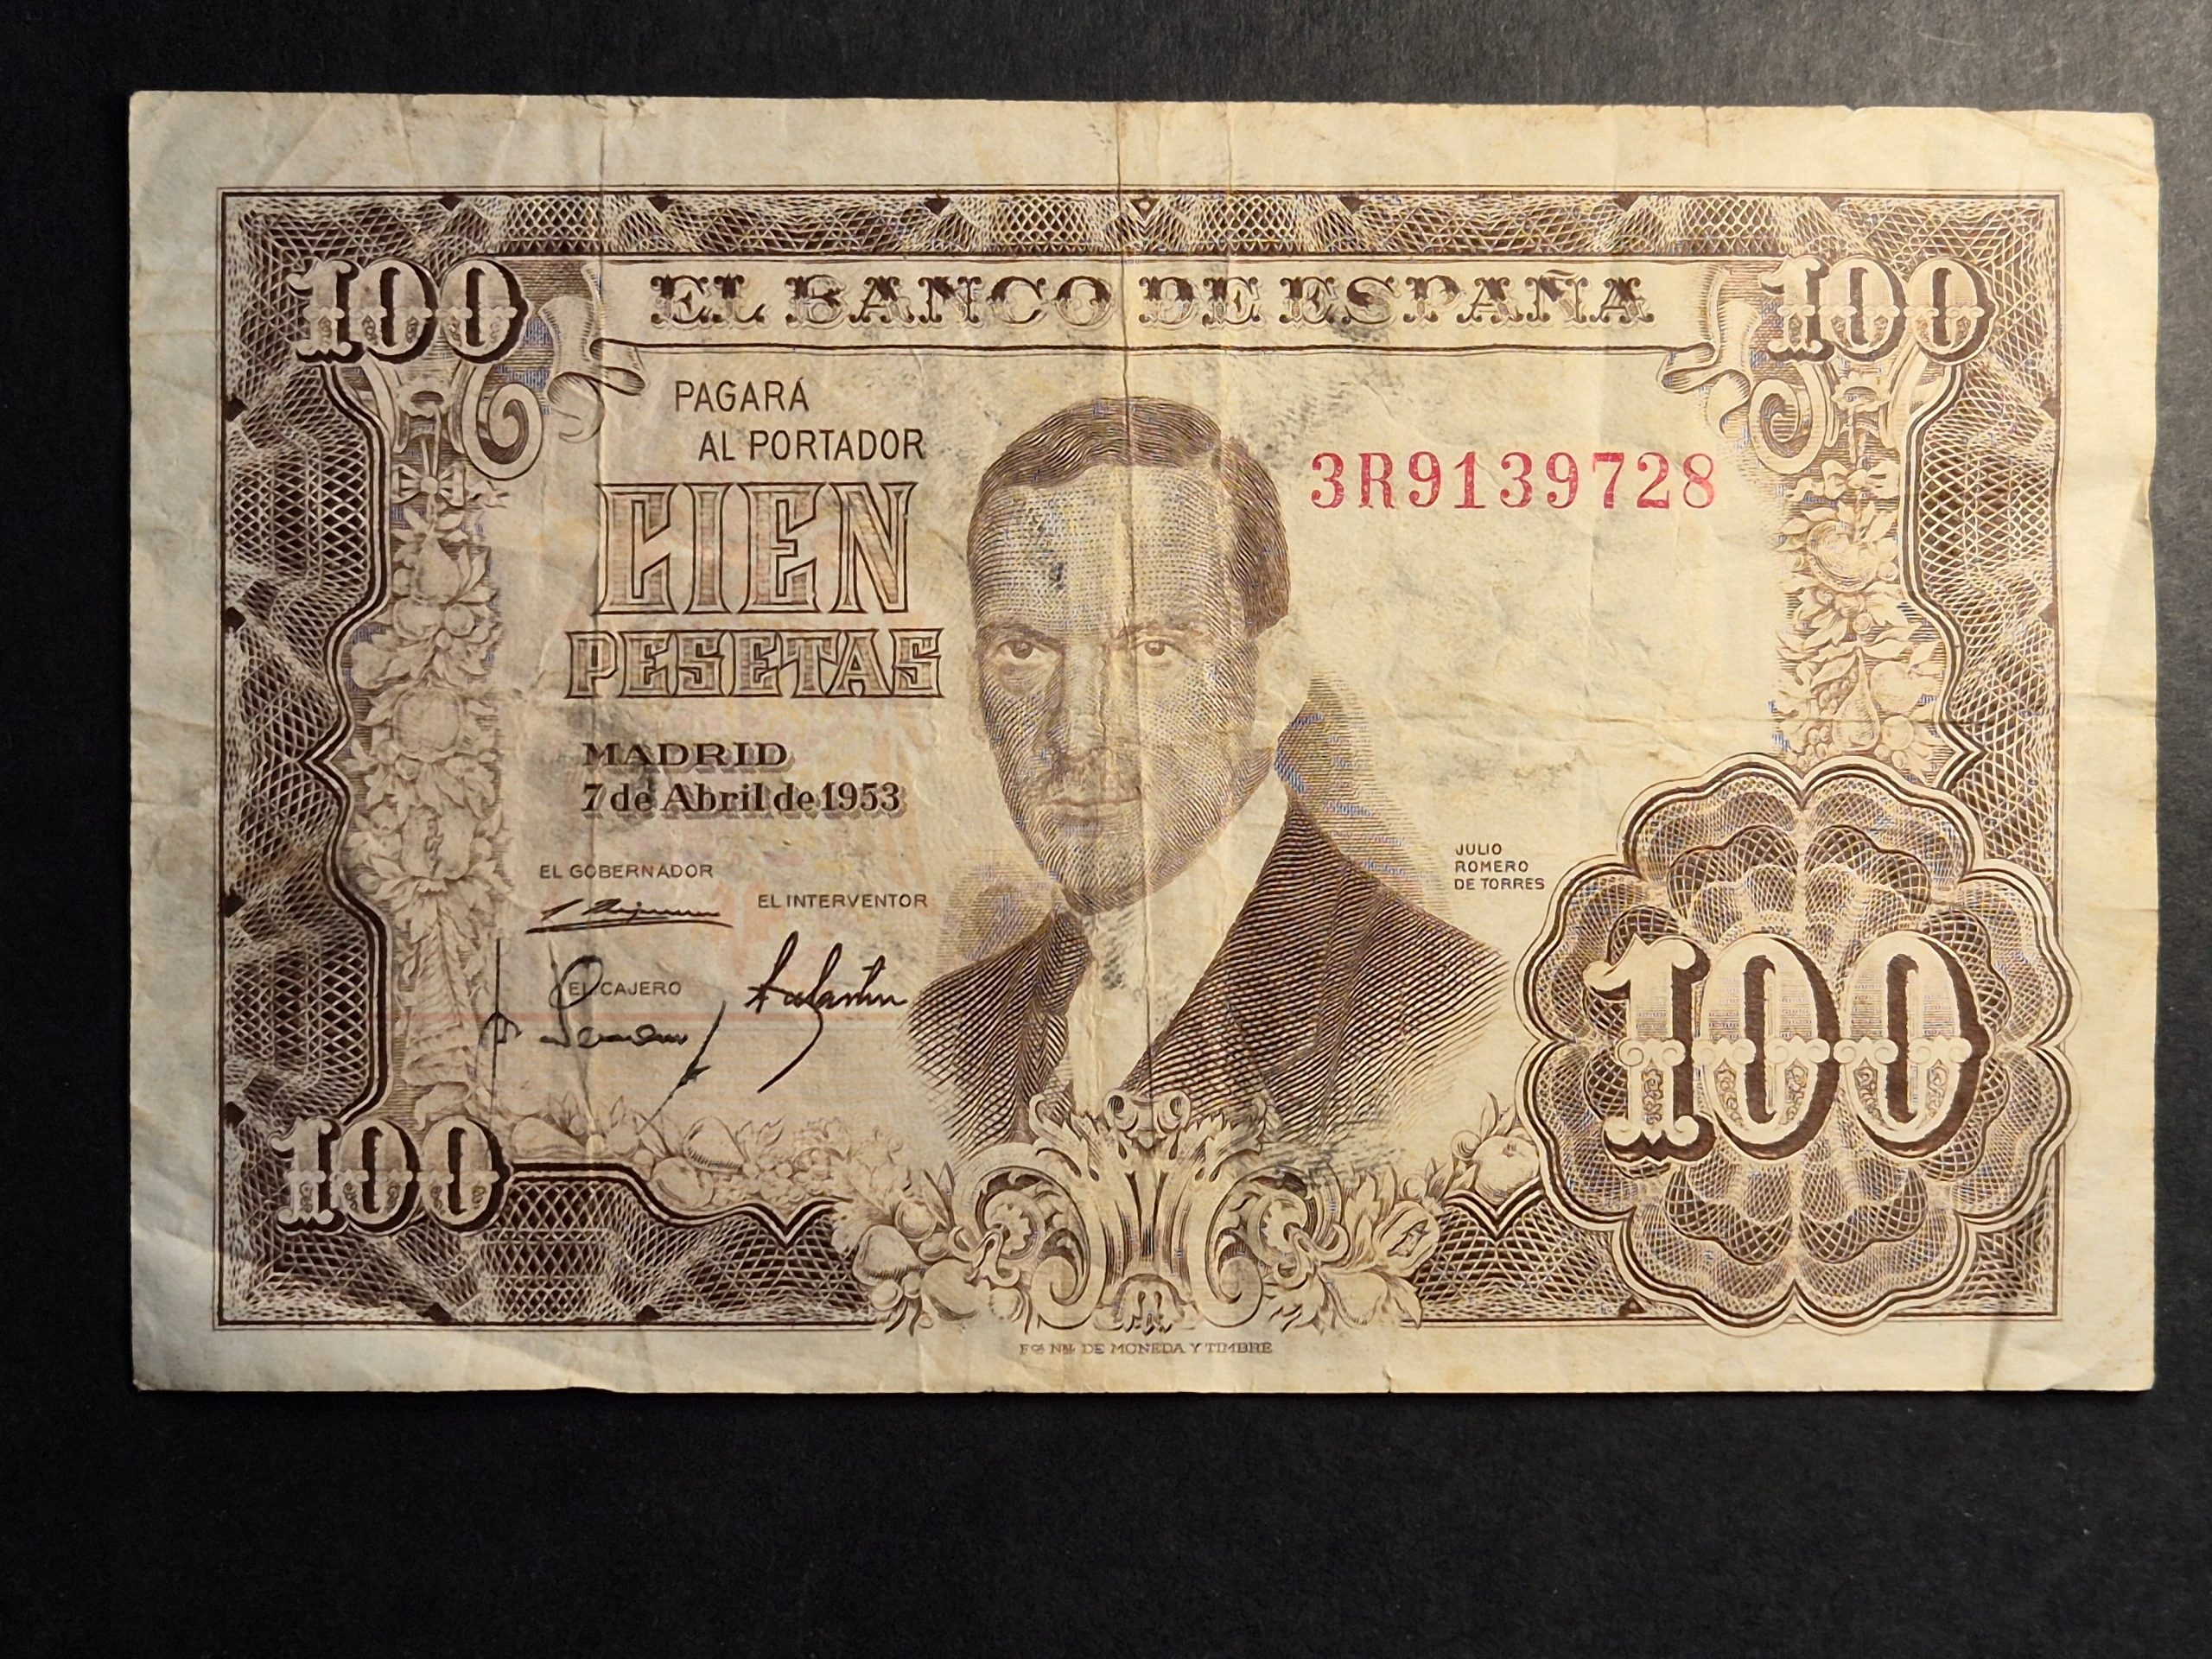 100 EL BANCO DE ESPAÑA 100
PAGARÁ
AL PORTADOR
3R9139728
CIEN
PESETAS
MADRID
7 de Abril de 1953
JULIO
ROMERO
DE TORRES
EL GOBERNADOR
EL INTERVENTOR
EL CAJERO
100
100
Fca. Nal. DE MONEDA Y TIMBRE